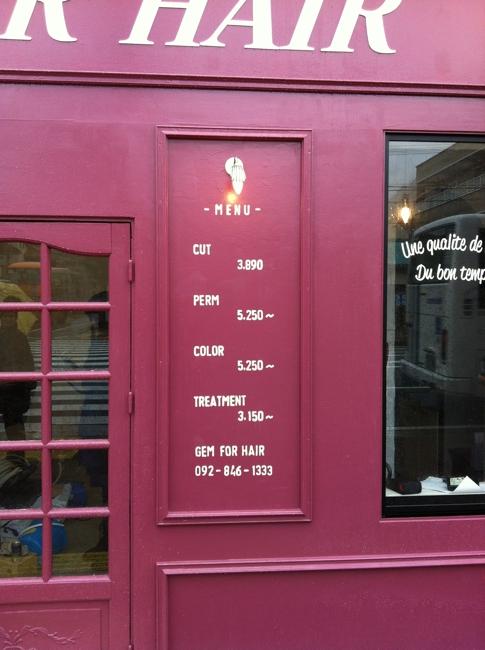 R HAIR
-MENU-
CUT
3.890
PERM
5.250~
COLOR
5.250~
TREATMENT
3.150~
GEM FOR HAIR
092-846-1333
Une qualite de
Du bon temp